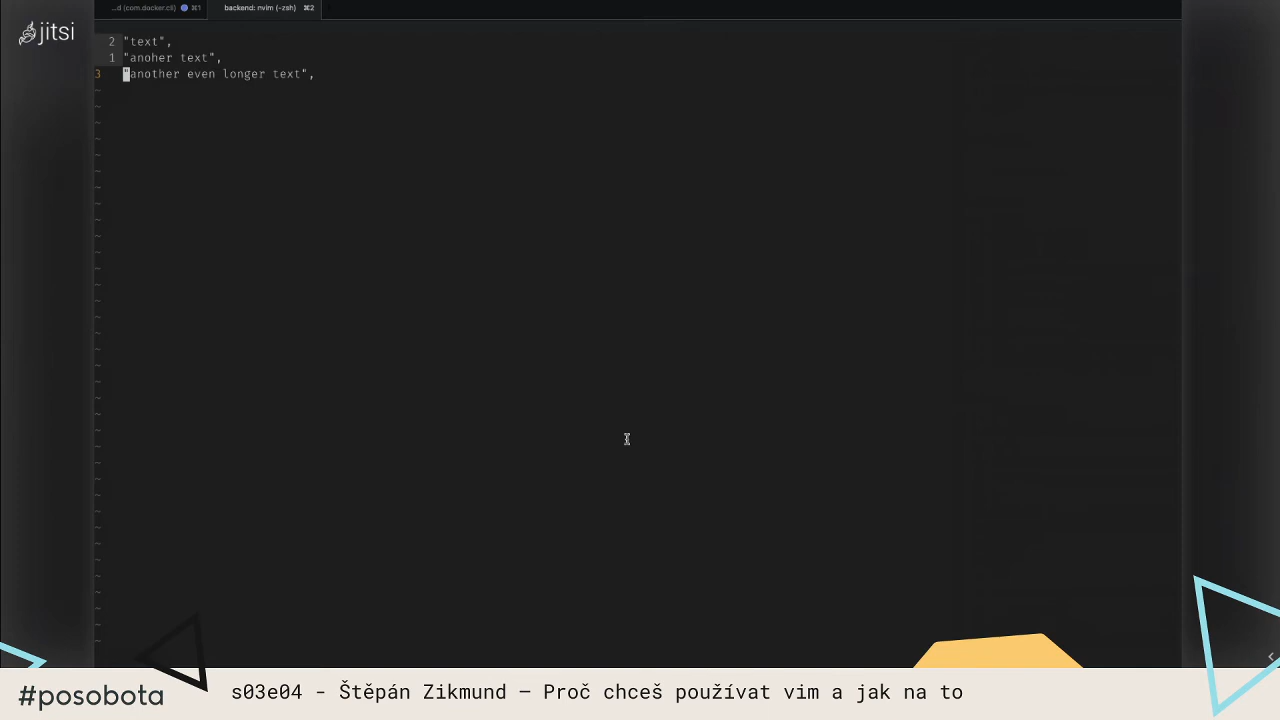 jitsi
...d (com.docker.cli) ⌘1
backend: nvim (-zsh) ⌘2
2 "text",
1 "anoher text",
3 "another even longer text",
#posobota
s03e04 - Štěpán Zikmund – Proč chceš používat vim a jak na to